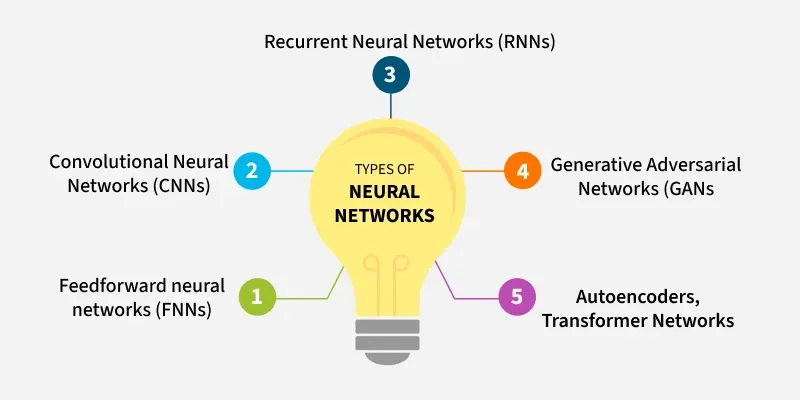 Recurrent Neural Networks (RNNs)
3
Convolutional Neural
Networks (CNNs)
2
TYPES OF
NEURAL
NETWORKS
4
Generative Adversarial
Networks (GANs
Feedforward neural
networks (FNNs)
1
5
Autoencoders,
Transformer Networks